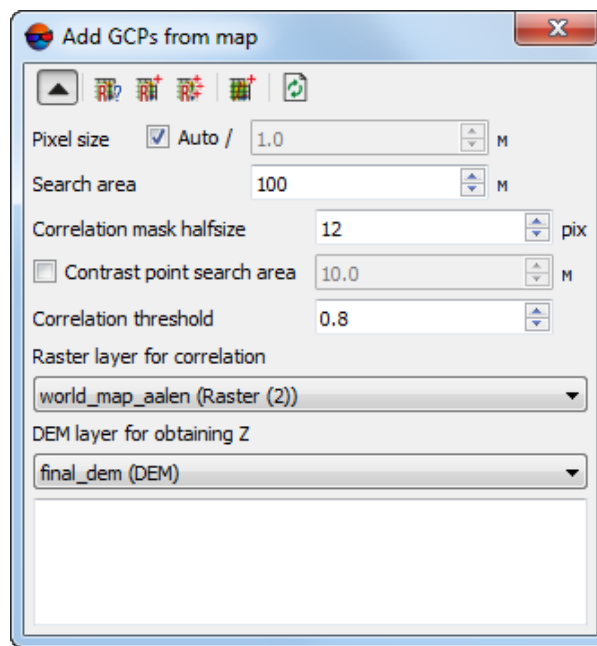 Add GCPs from map
R? R R
Pixel size Auto / 1.0 м
Search area 100 м
Correlation mask halfsize 12 pix
Contrast point search area 10.0 м
Correlation threshold 0.8
Raster layer for correlation
world_map_aalen (Raster (2))
DEM layer for obtaining Z
final_dem (DEM)